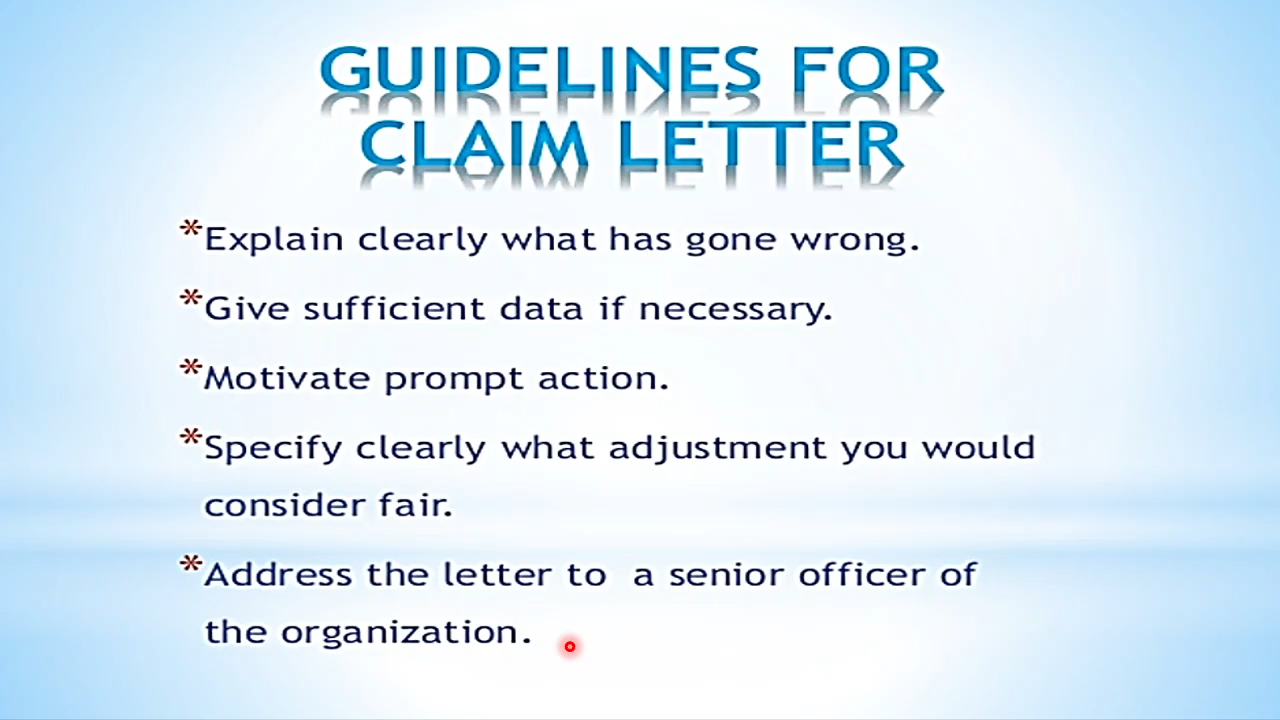 GUIDELINES FOR
CLAIM LETTER
*Explain clearly what has gone wrong.
*Give sufficient data if necessary.
*Motivate prompt action.
*Specify clearly what adjustment you would
consider fair.
*Address the letter to  a senior officer of
the organization.